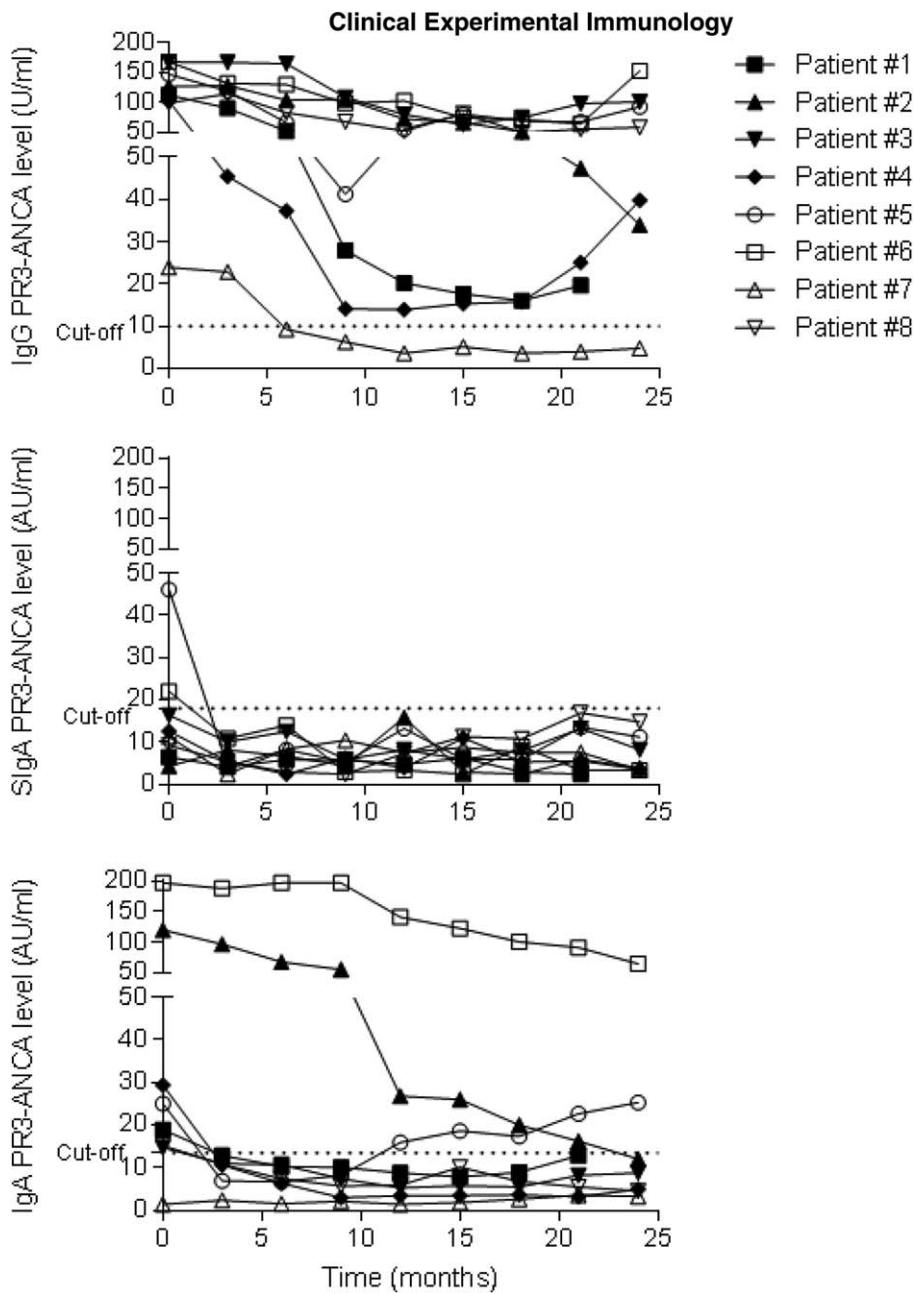 Clinical Experimental Immunology
IgG PR3-ANCA level (U/ml)
200
150
100
50
50
40
30
20
10
0
Cut-off
0 5 10 15 20 25
Patient #1
Patient #2
Patient #3
Patient #4
Patient #5
Patient #6
Patient #7
Patient #8
SIgA PR3-ANCA level (AU/ml)
200
150
100
50
50
40
30
20
10
0
Cut-off
0 5 10 15 20 25
IgA PR3-ANCA level (AU/ml)
200
150
100
50
50
40
30
20
10
0
Cut-off
0 5 10 15 20 25
Time (months)